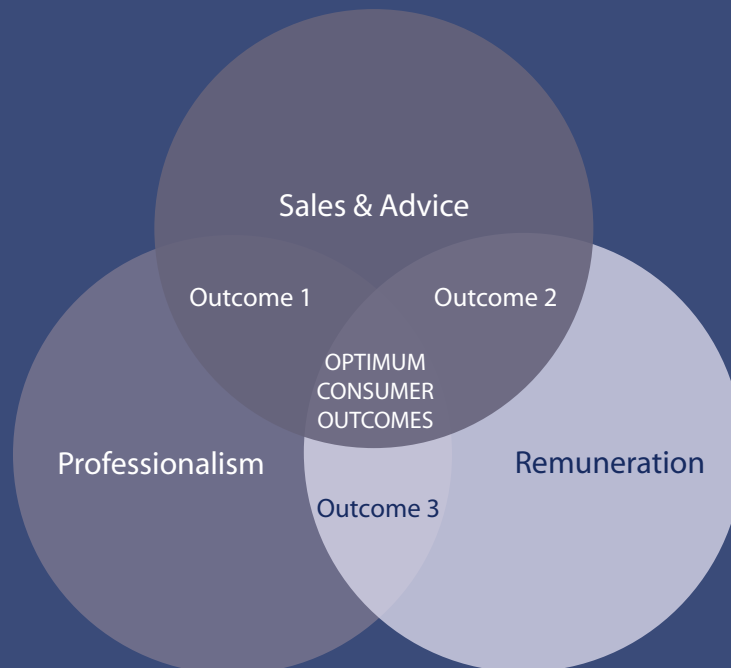 Sales & Advice
Outcome 1
Outcome 2
OPTIMUM
CONSUMER
OUTCOMES
Professionalism
Remuneration
Outcome 3